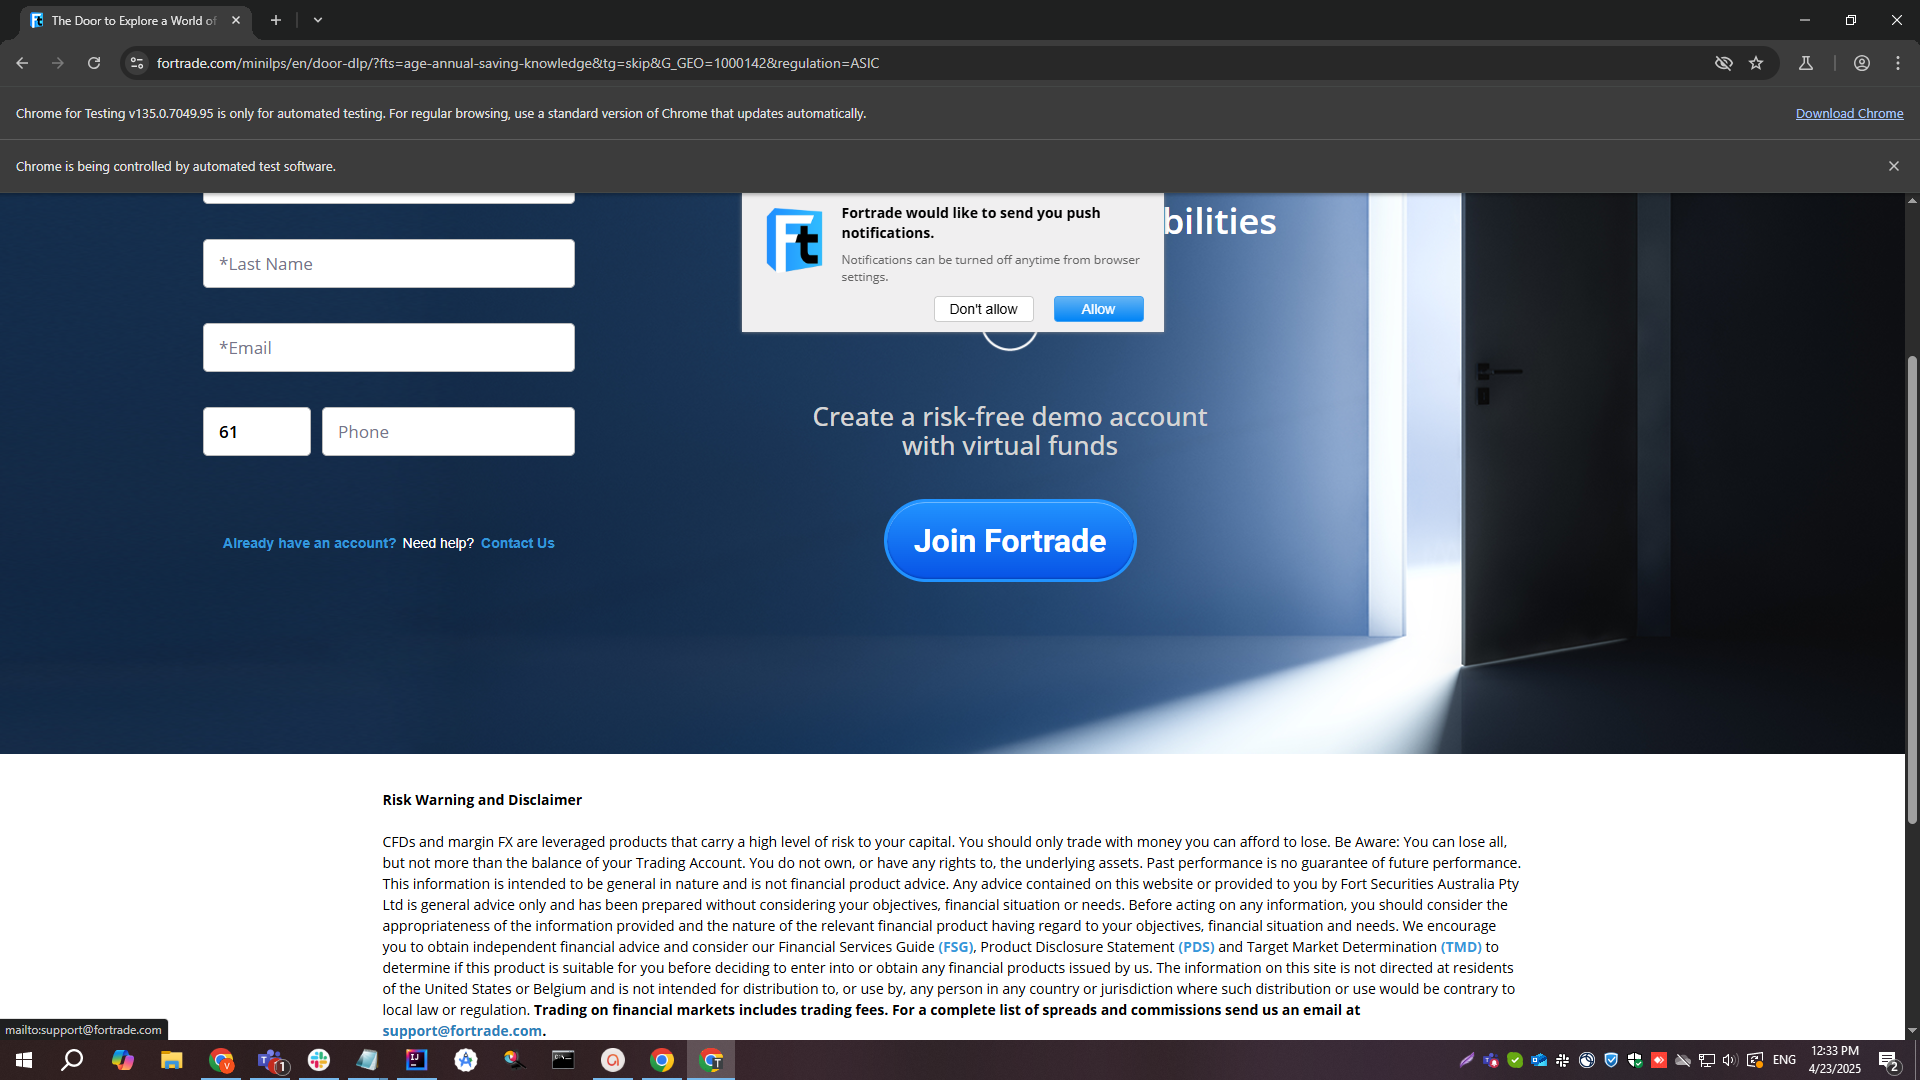 The Door to Explore a World of
fortrade.com/minilps/en/door-dlp/?fts=age-annual-saving-knowledge&tg=skip&G_GEO=1000142&regulation=ASIC
Chrome for Testing v135.0.7049.95 is only for automated testing. For regular browsing, use a standard version of Chrome that updates automatically.
Download Chrome
Chrome is being controlled by automated test software.
*Last Name
*Email
61
Phone
Already have an account? Need help? Contact Us
bilities
Ft
Fortrade would like to send you push
notifications.
Notifications can be turned off anytime from browser
settings.
Don't allow
Allow
Create a risk-free demo account
with virtual funds
Join Fortrade
Risk Warning and Disclaimer
CFDs and margin FX are leveraged products that carry a high level of risk to your capital. You should only trade with money you can afford to lose. Be Aware: You can lose all,
but not more than the balance of your Trading Account. You do not own, or have any rights to, the underlying assets. Past performance is no guarantee of future performance.
This information is intended to be general in nature and is not financial product advice. Any advice contained on this website or provided to you by Fort Securities Australia Pty
Ltd is general advice only and has been prepared without considering your objectives, financial situation or needs. Before acting on any information, you should consider the
appropriateness of the information provided and the nature of the relevant financial product having regard to your objectives, financial situation and needs. We encourage
you to obtain independent financial advice and consider our Financial Services Guide (FSG), Product Disclosure Statement (PDS) and Target Market Determination (TMD) to
determine if this product is suitable for you before deciding to enter into or obtain any financial products issued by us. The information on this site is not directed at residents
of the United States or Belgium and is not intended for distribution to, or use by, any person in any country or jurisdiction where such distribution or use would be contrary to
local law or regulation. Trading on financial markets includes trading fees. For a complete list of spreads and commissions send us an email at
support@fortrade.com.
mailto:support@fortrade.com
ENG
12:33 PM
4/23/2025
2